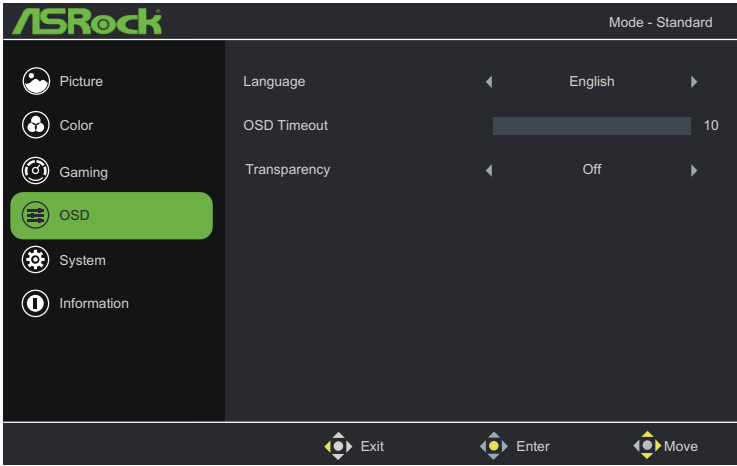 ASRock
Mode - Standard
Picture
Language
English
Color
OSD Timeout
10
Gaming
Transparency
Off
OSD
System
Information
Exit
Enter
Move